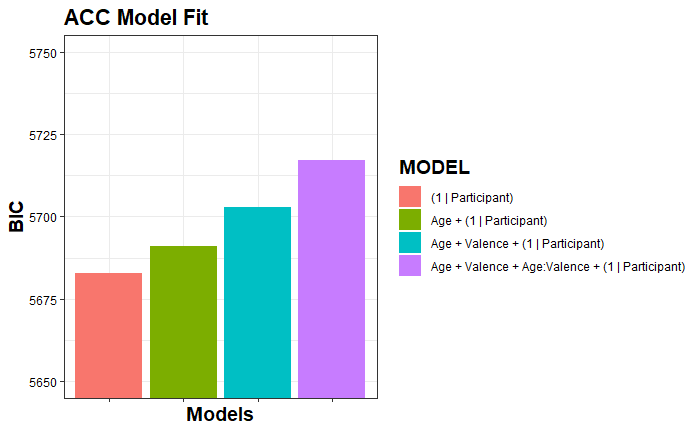 ACC Model Fit
5750
5725
5700
5675
5650
BIC
Models
MODEL
(1 | Participant)
Age + (1 | Participant)
Age + Valence + (1 | Participant)
Age + Valence + Age:Valence + (1 | Participant)